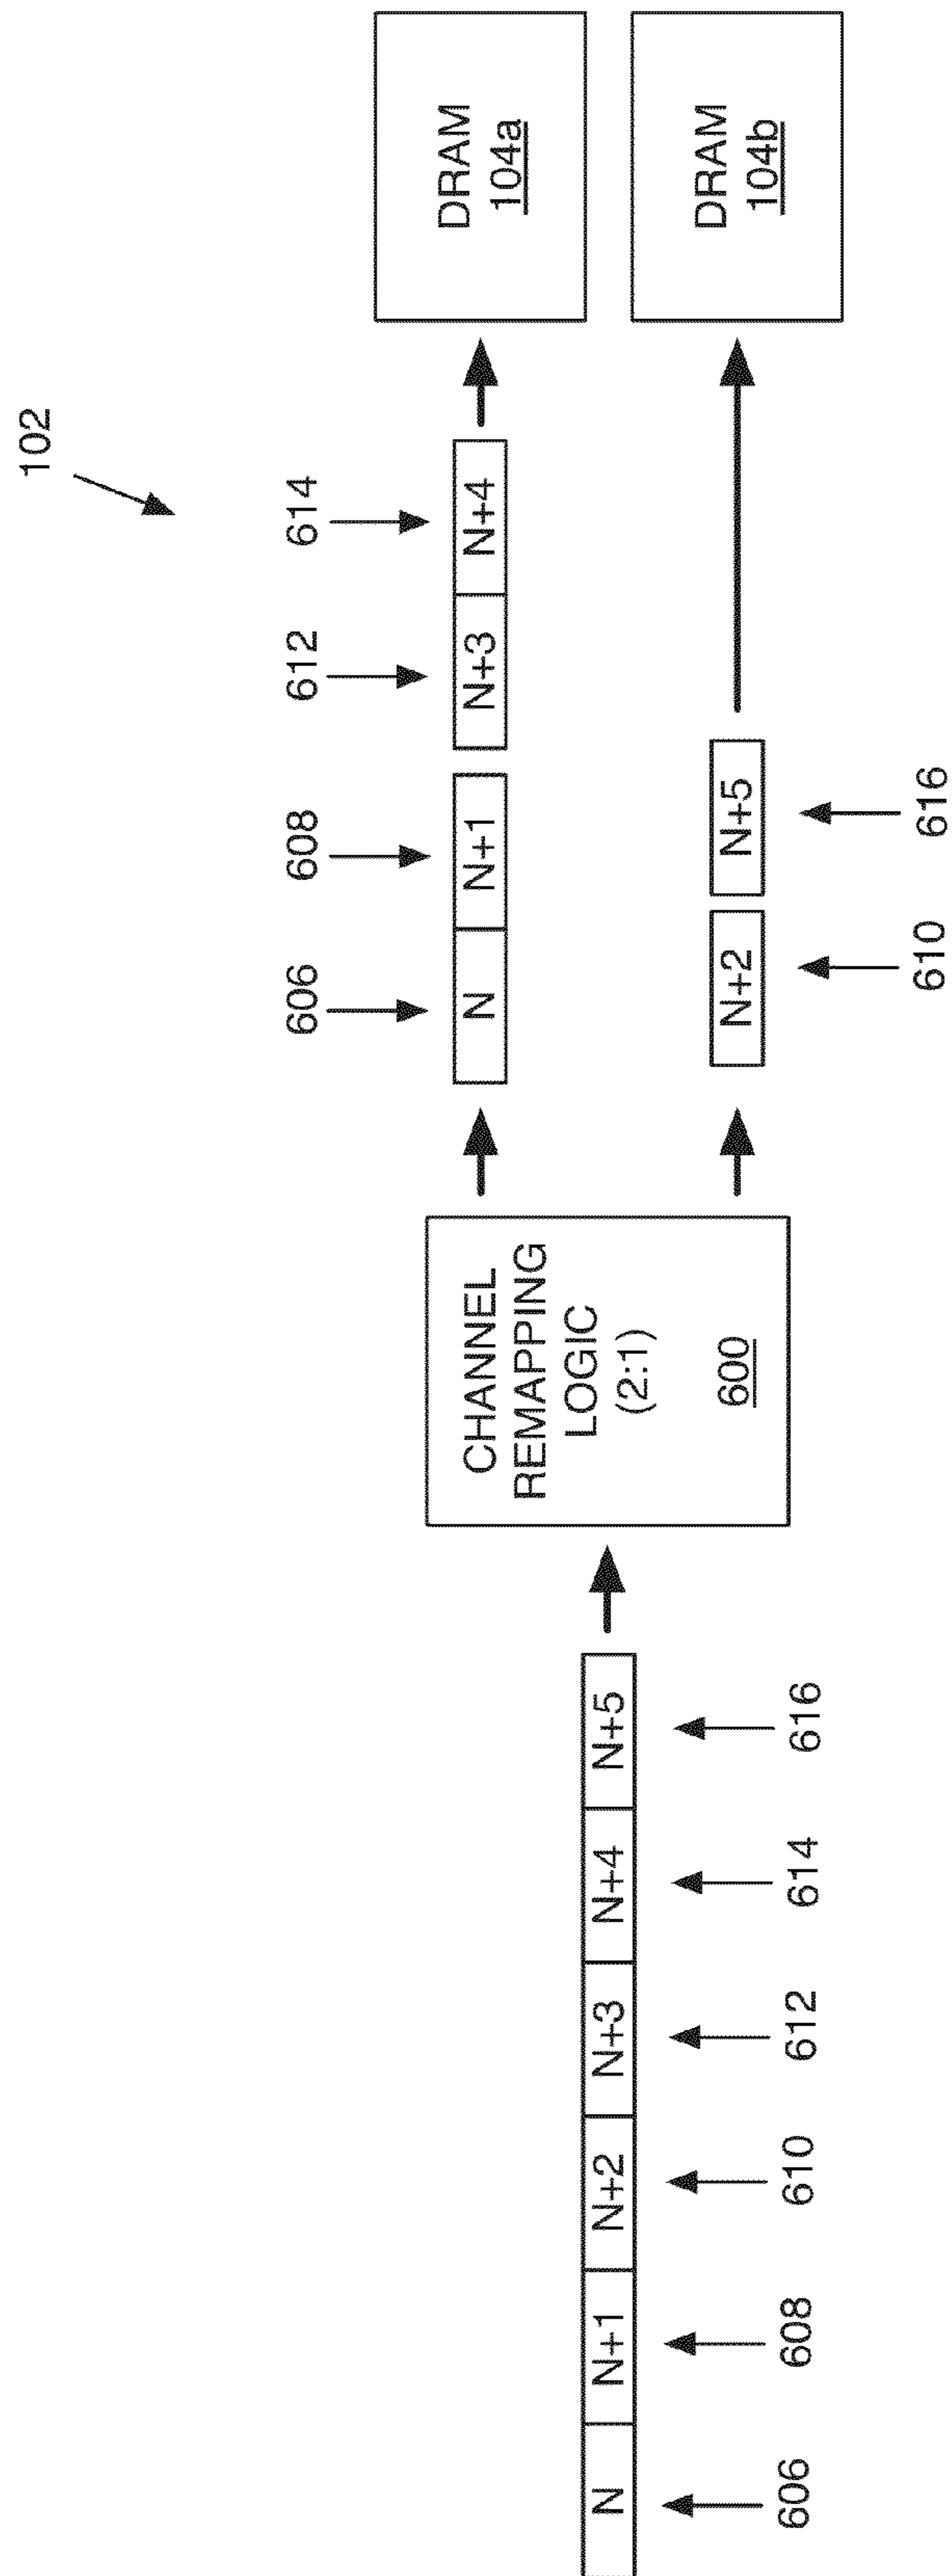 102
606
608
612
614
N
N+1
N+3
N+4
DRAM
104a
CHANNEL
REMAPPING
LOGIC
(2:1)
600
N
N+1
N+2
N+3
N+4
N+5
606
608
610
612
614
616
N+2
N+5
610
616
DRAM
104b